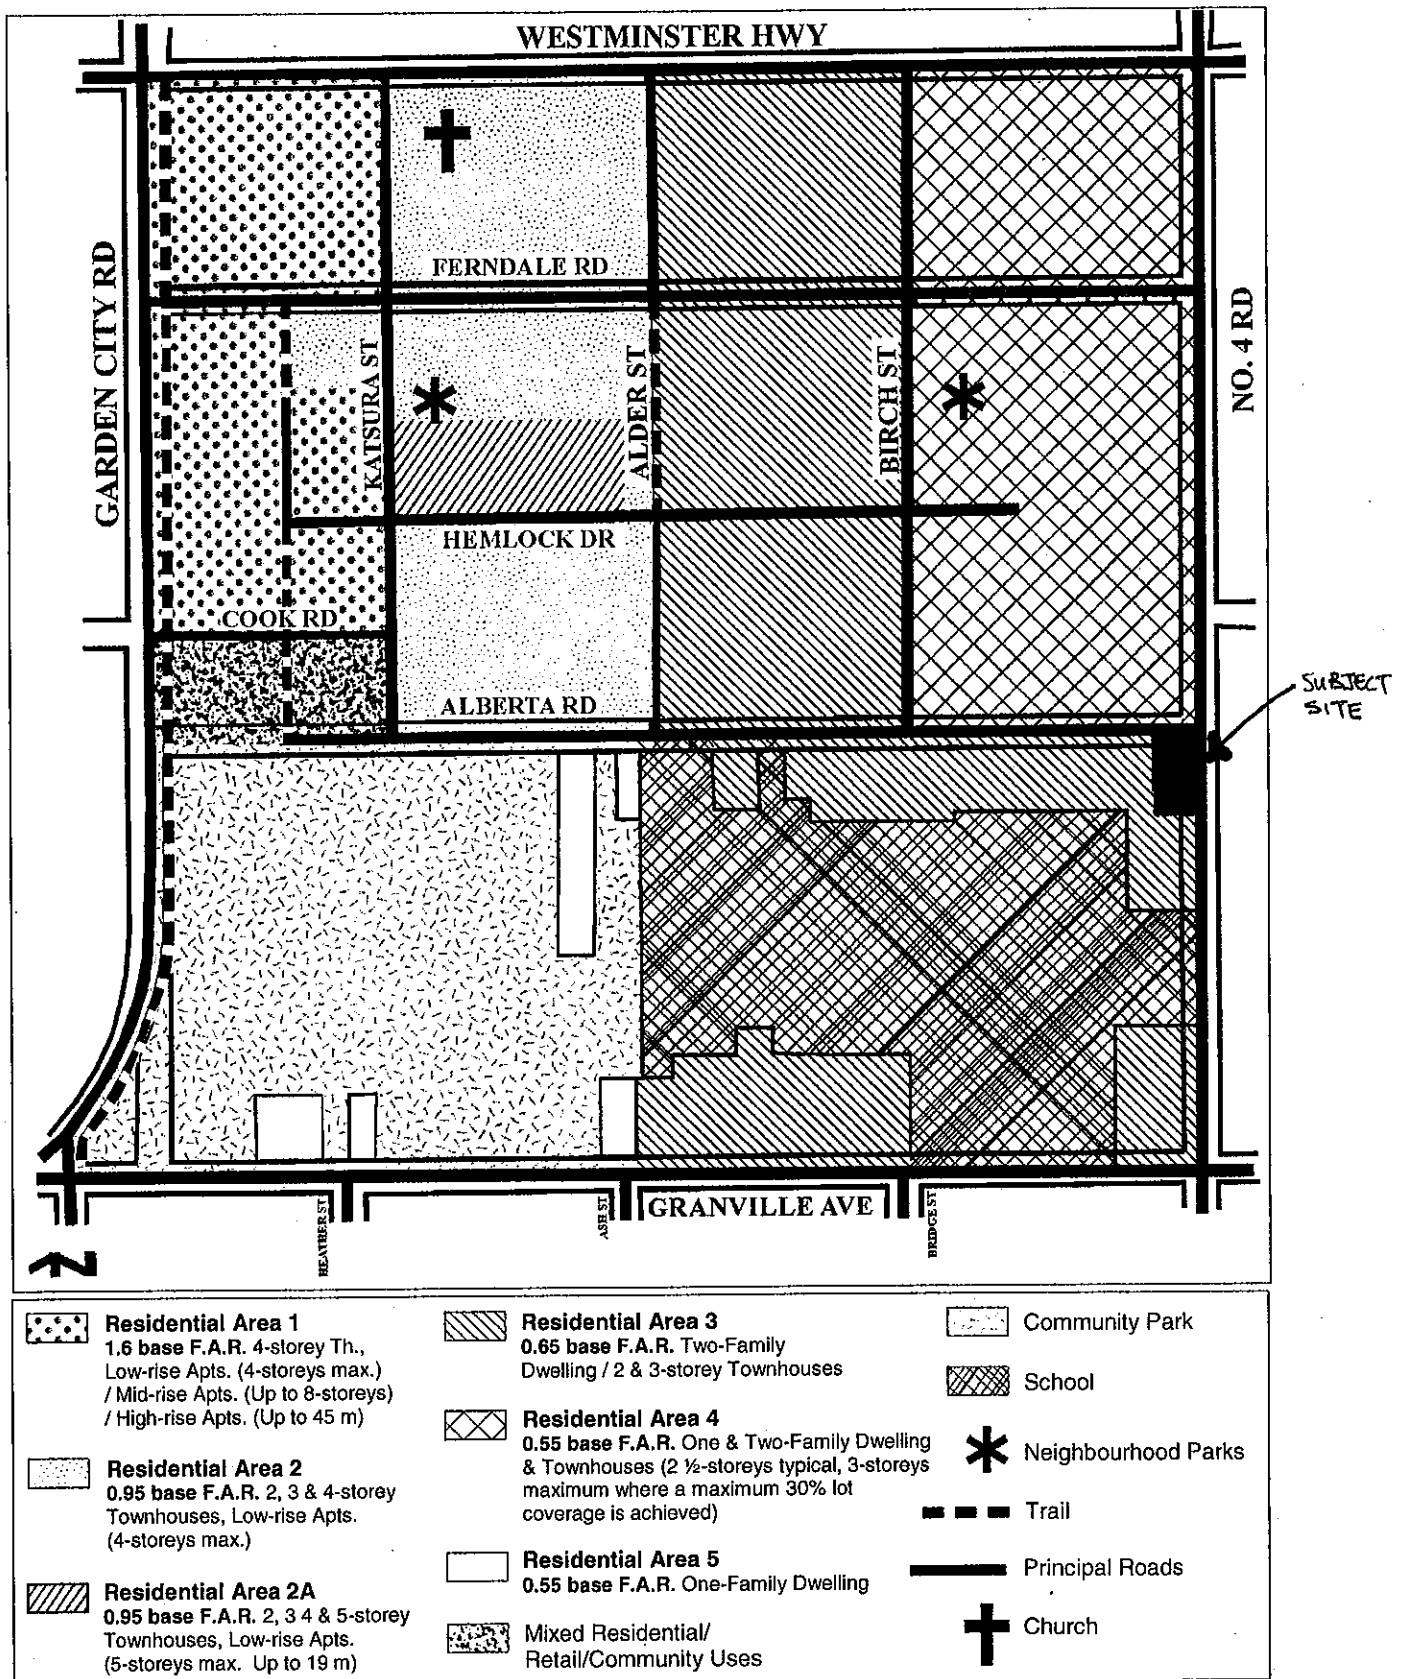 WESTMINSTER HWY
GARDEN CITY RD
FERNDALE RD
KATSURA ST
ALDER ST
BIRCH ST
NO. 4 RD
HEMLOCK DR
COOK RD
ALBERTA RD
SUBJECT
SITE
HEATHER ST
ASH ST
GRANVILLE AVE
BRIDGE ST
N
Residential Area 1
1.6 base F.A.R. 4-storey Th.,
Low-rise Apts. (4-storeys max.)
/ Mid-rise Apts. (Up to 8-storeys)
/ High-rise Apts. (Up to 45 m)
Residential Area 2
0.95 base F.A.R. 2, 3 & 4-storey
Townhouses, Low-rise Apts.
(4-storeys max.)
Residential Area 2A
0.95 base F.A.R. 2, 3 4 & 5-storey
Townhouses, Low-rise Apts.
(5-storeys max. Up to 19 m)
Residential Area 3
0.65 base F.A.R. Two-Family
Dwelling / 2 & 3-storey Townhouses
Residential Area 4
0.55 base F.A.R. One & Two-Family Dwelling
& Townhouses (2 ½-storeys typical, 3-storeys
maximum where a maximum 30% lot
coverage is achieved)
Residential Area 5
0.55 base F.A.R. One-Family Dwelling
Mixed Residential/
Retail/Community Uses
Community Park
School
Neighbourhood Parks
Trail
Principal Roads
Church